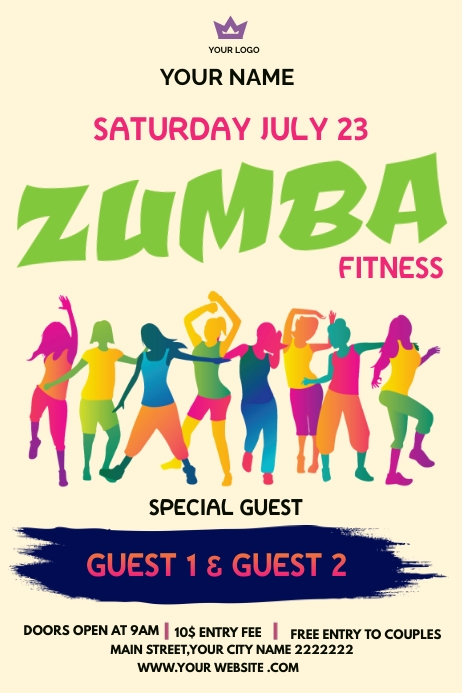 YOUR LOGO
YOUR NAME
SATURDAY JULY 23
ZUMBA
FITNESS
SPECIAL GUEST
GUEST 1 & GUEST 2
DOORS OPEN AT 9AM | 10$ ENTRY FEE | FREE ENTRY TO COUPLES
MAIN STREET,YOUR CITY NAME 2222222
WWW.YOUR WEBSITE .COM